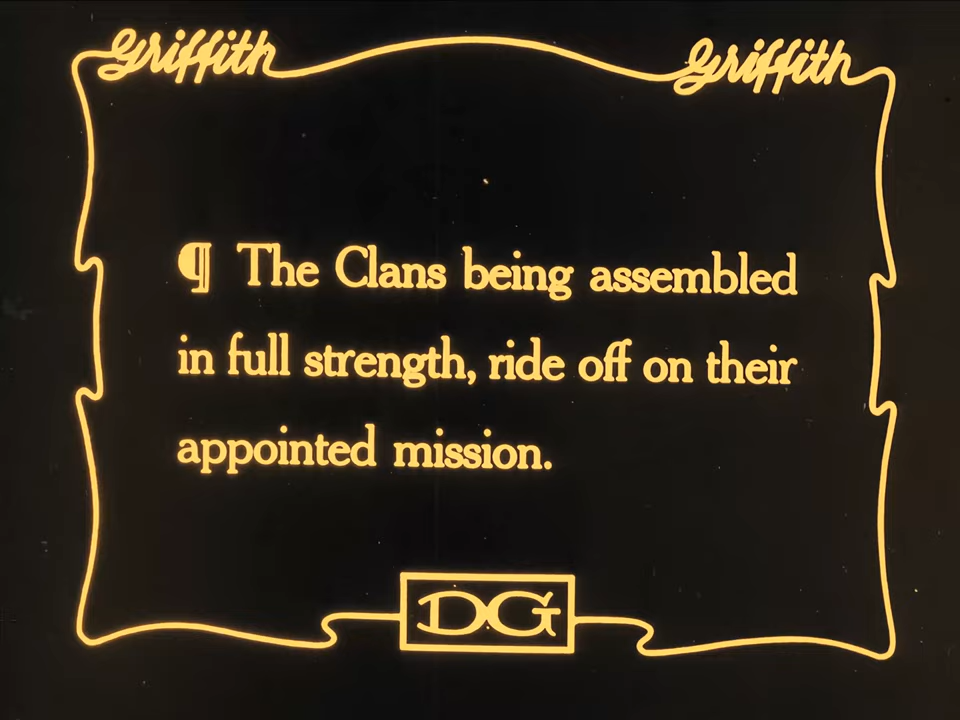 Griffith Griffith
¶ The Clans being assembled
in full strength, ride off on their
appointed mission.
DG